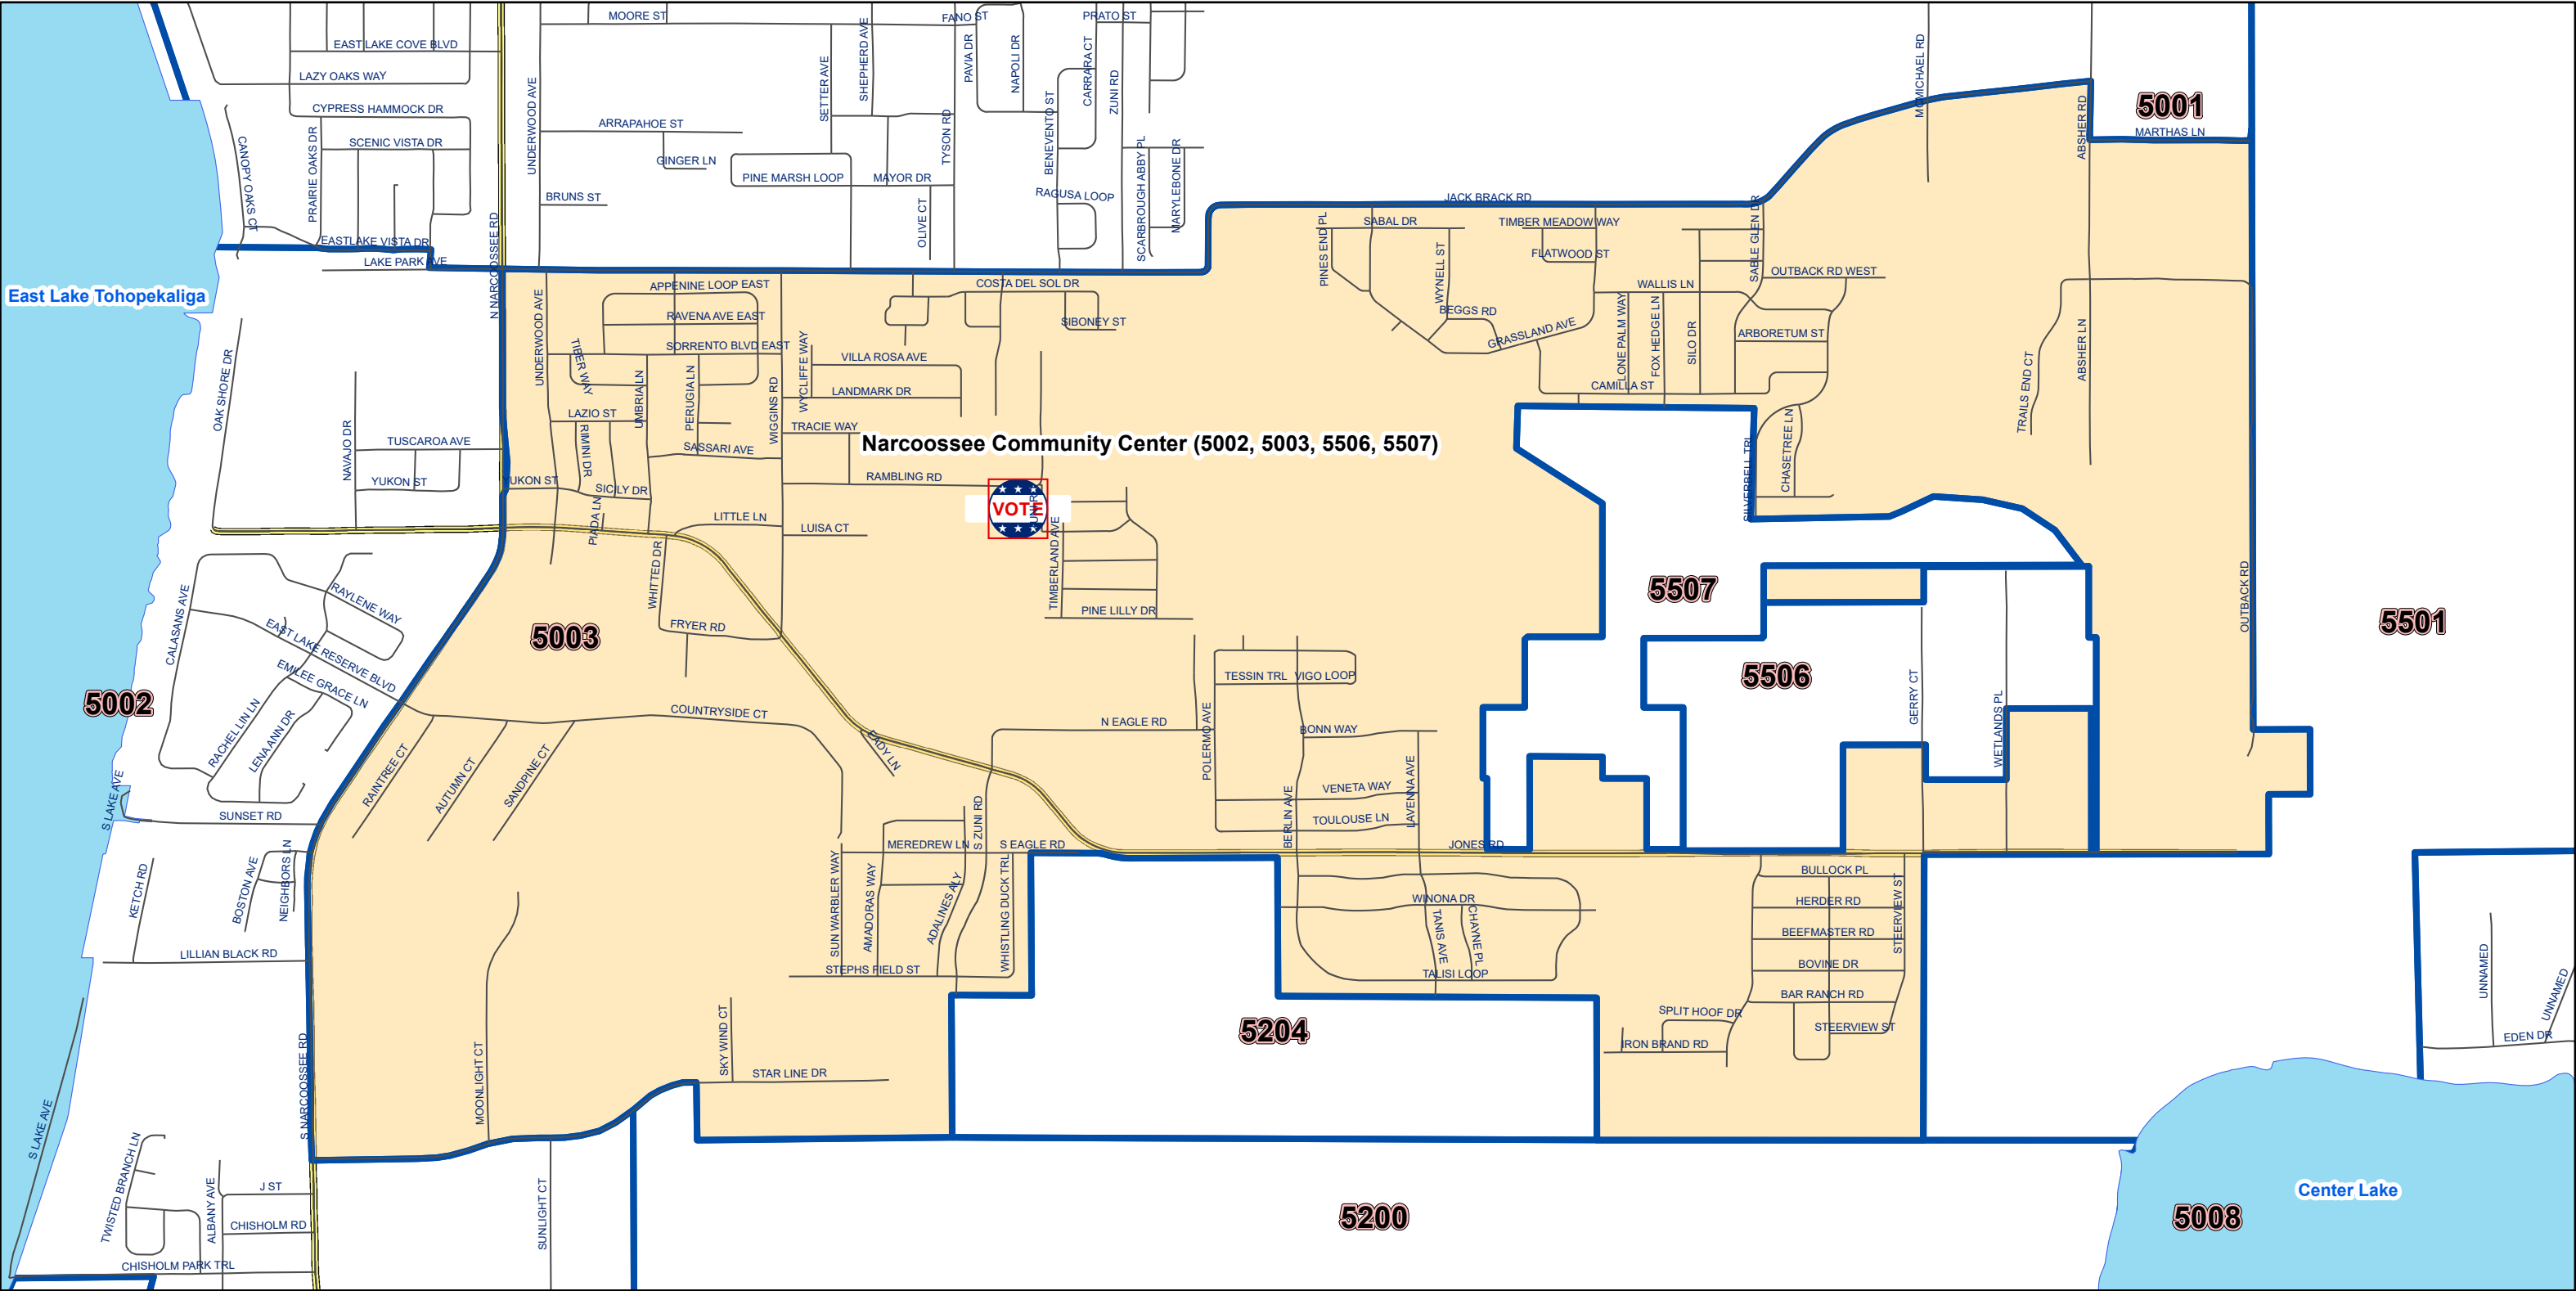 MOORE ST
FANO ST
PRATO ST
EAST LAKE COVE BLVD
LAZY OAKS WAY
CYPRESS HAMMOCK DR
SCENIC VISTA DR
PRAIRIE OAKS DR
CANOPY OAKS CT
EASTLAKE VISTA DR
LAKE PARK AVE
N NARCOOSSEE RD
UNDERWOOD AVE
ARRAPAHOE ST
GINGER LN
BRUNS ST
SETTER AVE
SHEPHERD AVE
PINE MARSH LOOP
MAYOR DR
OLIVE CT
TYSON RD
PAVIA DR
NAPOLI DR
BENEVENTO ST
CARRARA CT
ZUNI RD
RAGUSA LOOP
SCARBROUGH ABBY PL
MARYLEBONE DR
JACK BRACK RD
MCMICHAEL RD
ABSHER RD
5001
MARTHAS LN
East Lake Tohopekaliga
OAK SHORE DR
NAVAJO DR
TUSCAROA AVE
YUKON ST
UNDERWOOD AVE
APPENINE LOOP EAST
RAVENA AVE EAST
SORRENTO BLVD EAST
TIBER WAY
UMBRIA LN
PERUGIA LN
LAZIO ST
RIMINI DR
SASSARI AVE
YUKON ST
SICILY DR
PIADA LN
WIGGINS RD
WYCLIFFE WAY
VILLA ROSA AVE
LANDMARK DR
TRACIE WAY
RAMBLING RD
COSTA DEL SOL DR
SIBONEY ST
LITTLE LN
LUISA CT
WHITTED DR
FRYER RD
Narcoossee Community Center (5002, 5003, 5506, 5507)
VOTE
TIMBERLAND AVE
PINE LILLY DR
PINES END PL
SABAL DR
WYNELL ST
BEGGS RD
GRASSLAND AVE
TIMBER MEADOW WAY
FLATWOOD ST
WALLIS LN
LONE PALM WAY
FOX HEDGE LN
SILO DR
CAMILLA ST
SABLE GLEN DR
OUTBACK RD WEST
ARBORETUM ST
SILVERBELL TRL
CHASETREE LN
TRAILS END CT
ABSHER LN
OUTBACK RD
5507
5506
5501
5003
5002
GERRY CT
WETLANDS PL
CALASANS AVE
RAYLENE WAY
EAST LAKE RESERVE BLVD
EMILEE GRACE LN
RACHEL LIN LN
LENA ANN DR
S LAKE AVE
SUNSET RD
RAINTREE CT
AUTUMN CT
SANDPINE CT
COUNTRYSIDE CT
EADY LN
N EAGLE RD
POLERMO AVE
TESSIN TRL
VIGO LOOP
BONN WAY
VENETA WAY
TOULOUSE LN
BERLIN AVE
LAVENNA AVE
JONES RD
S ZUNI RD
MEREDREW LN
S EAGLE RD
SUN WARBLER WAY
AMADORAS WAY
ADALINES ALY
WHISTLING DUCK TRL
STEPHS FIELD ST
KETCH RD
BOSTON AVE
NEIGHBORS LN
LILLIAN BLACK RD
S NARCOOSSEE RD
MOONLIGHT CT
SKY WIND CT
STAR LINE DR
5204
WINONA DR
TANIS AVE
CHAYNE PL
TALISI LOOP
BULLOCK PL
HERDER RD
BEEFMASTER RD
BOVINE DR
BAR RANCH RD
STEERVIEW ST
STEERVIEW ST
SPLIT HOOF DR
IRON BRAND RD
UNNAMED
UNNAMED
EDEN DR
S LAKE AVE
TWISTED BRANCH LN
ALBANY AVE
J ST
CHISHOLM RD
CHISHOLM PARK TRL
SUNLIGHT CT
5200
5008
Center Lake